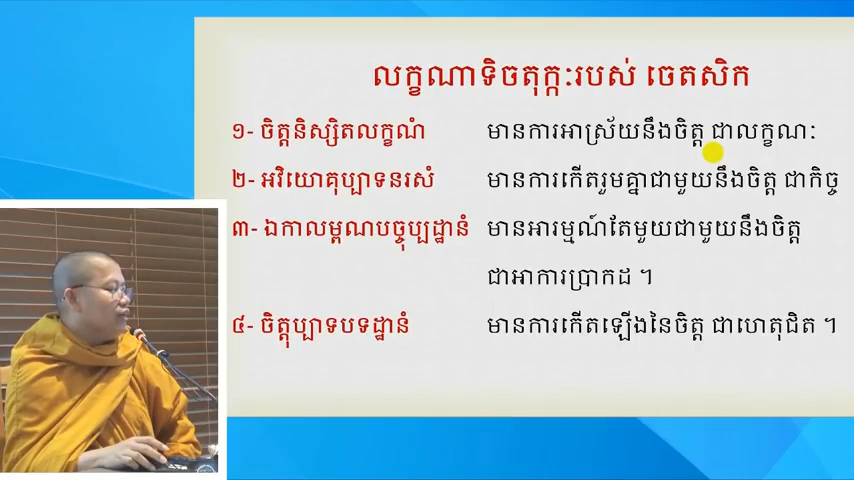 លក្ខណាទិចតុក្កៈរបស់ ចេតសិក
១- ចិត្តនិស្សិតលក្ខណំ មានការអាស្រ័យនឹងចិត្ត ជាលក្ខណៈ
២- អវិយោគុប្បាទនរសំ មានការកើតរួមគ្នាជាមួយនឹងចិត្ត ជាកិច្ច
៣- ឯកាលម្ពណបច្ចុប្បដ្ឋានំ មានអារម្មណ៍តែមួយជាមួយនឹងចិត្ត
ជាអាការប្រាកដ ។
៤- ចិត្តុប្បាទបទដ្ឋានំ មានការកើតឡើងនៃចិត្ត ជាហេតុជិត ។